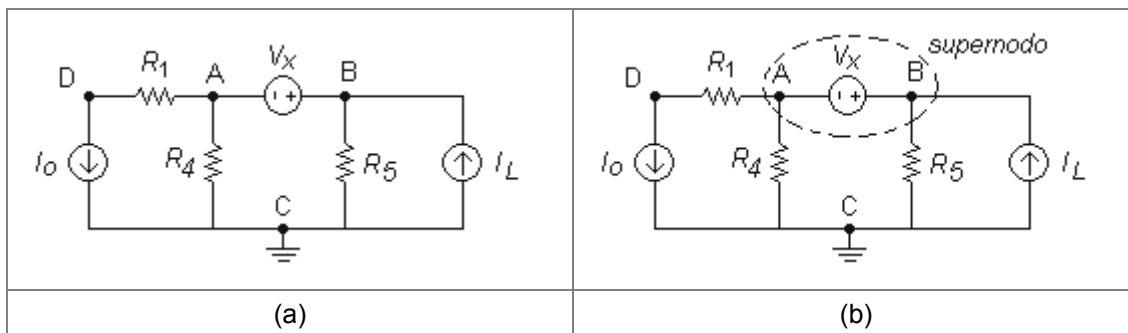 D R1 A VX B
IO R4 R5 IL
C
(a)
supernodo
D R1 A VX B
IO R4 R5 IL
C
(b)